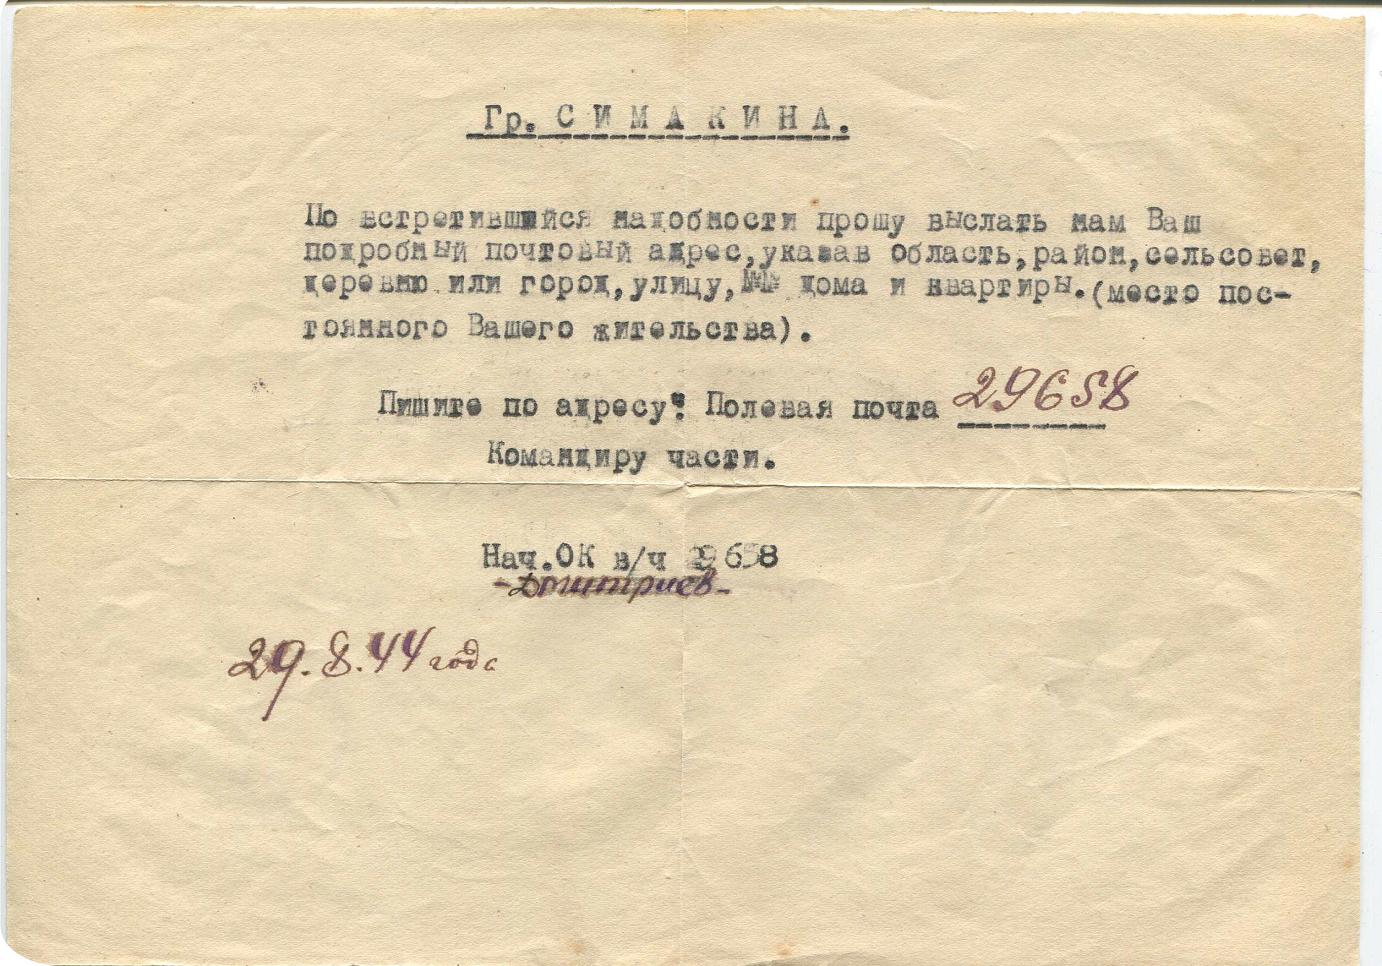 Гр. С И М А К И Н А.
По встретившийся надобности прошу выслать нам Ваш
подробный почтовый адрес,указав область,район,сельсовет,
деревню или город,улицу,№№ дома и квартиры.(место пос-
тоянного Вашего жительства).
Пишите по адресу: Полевая почта 29658
Командиру части.
Нач.ОК в/ч 29658
-Дмитриев-
29.8.44 года